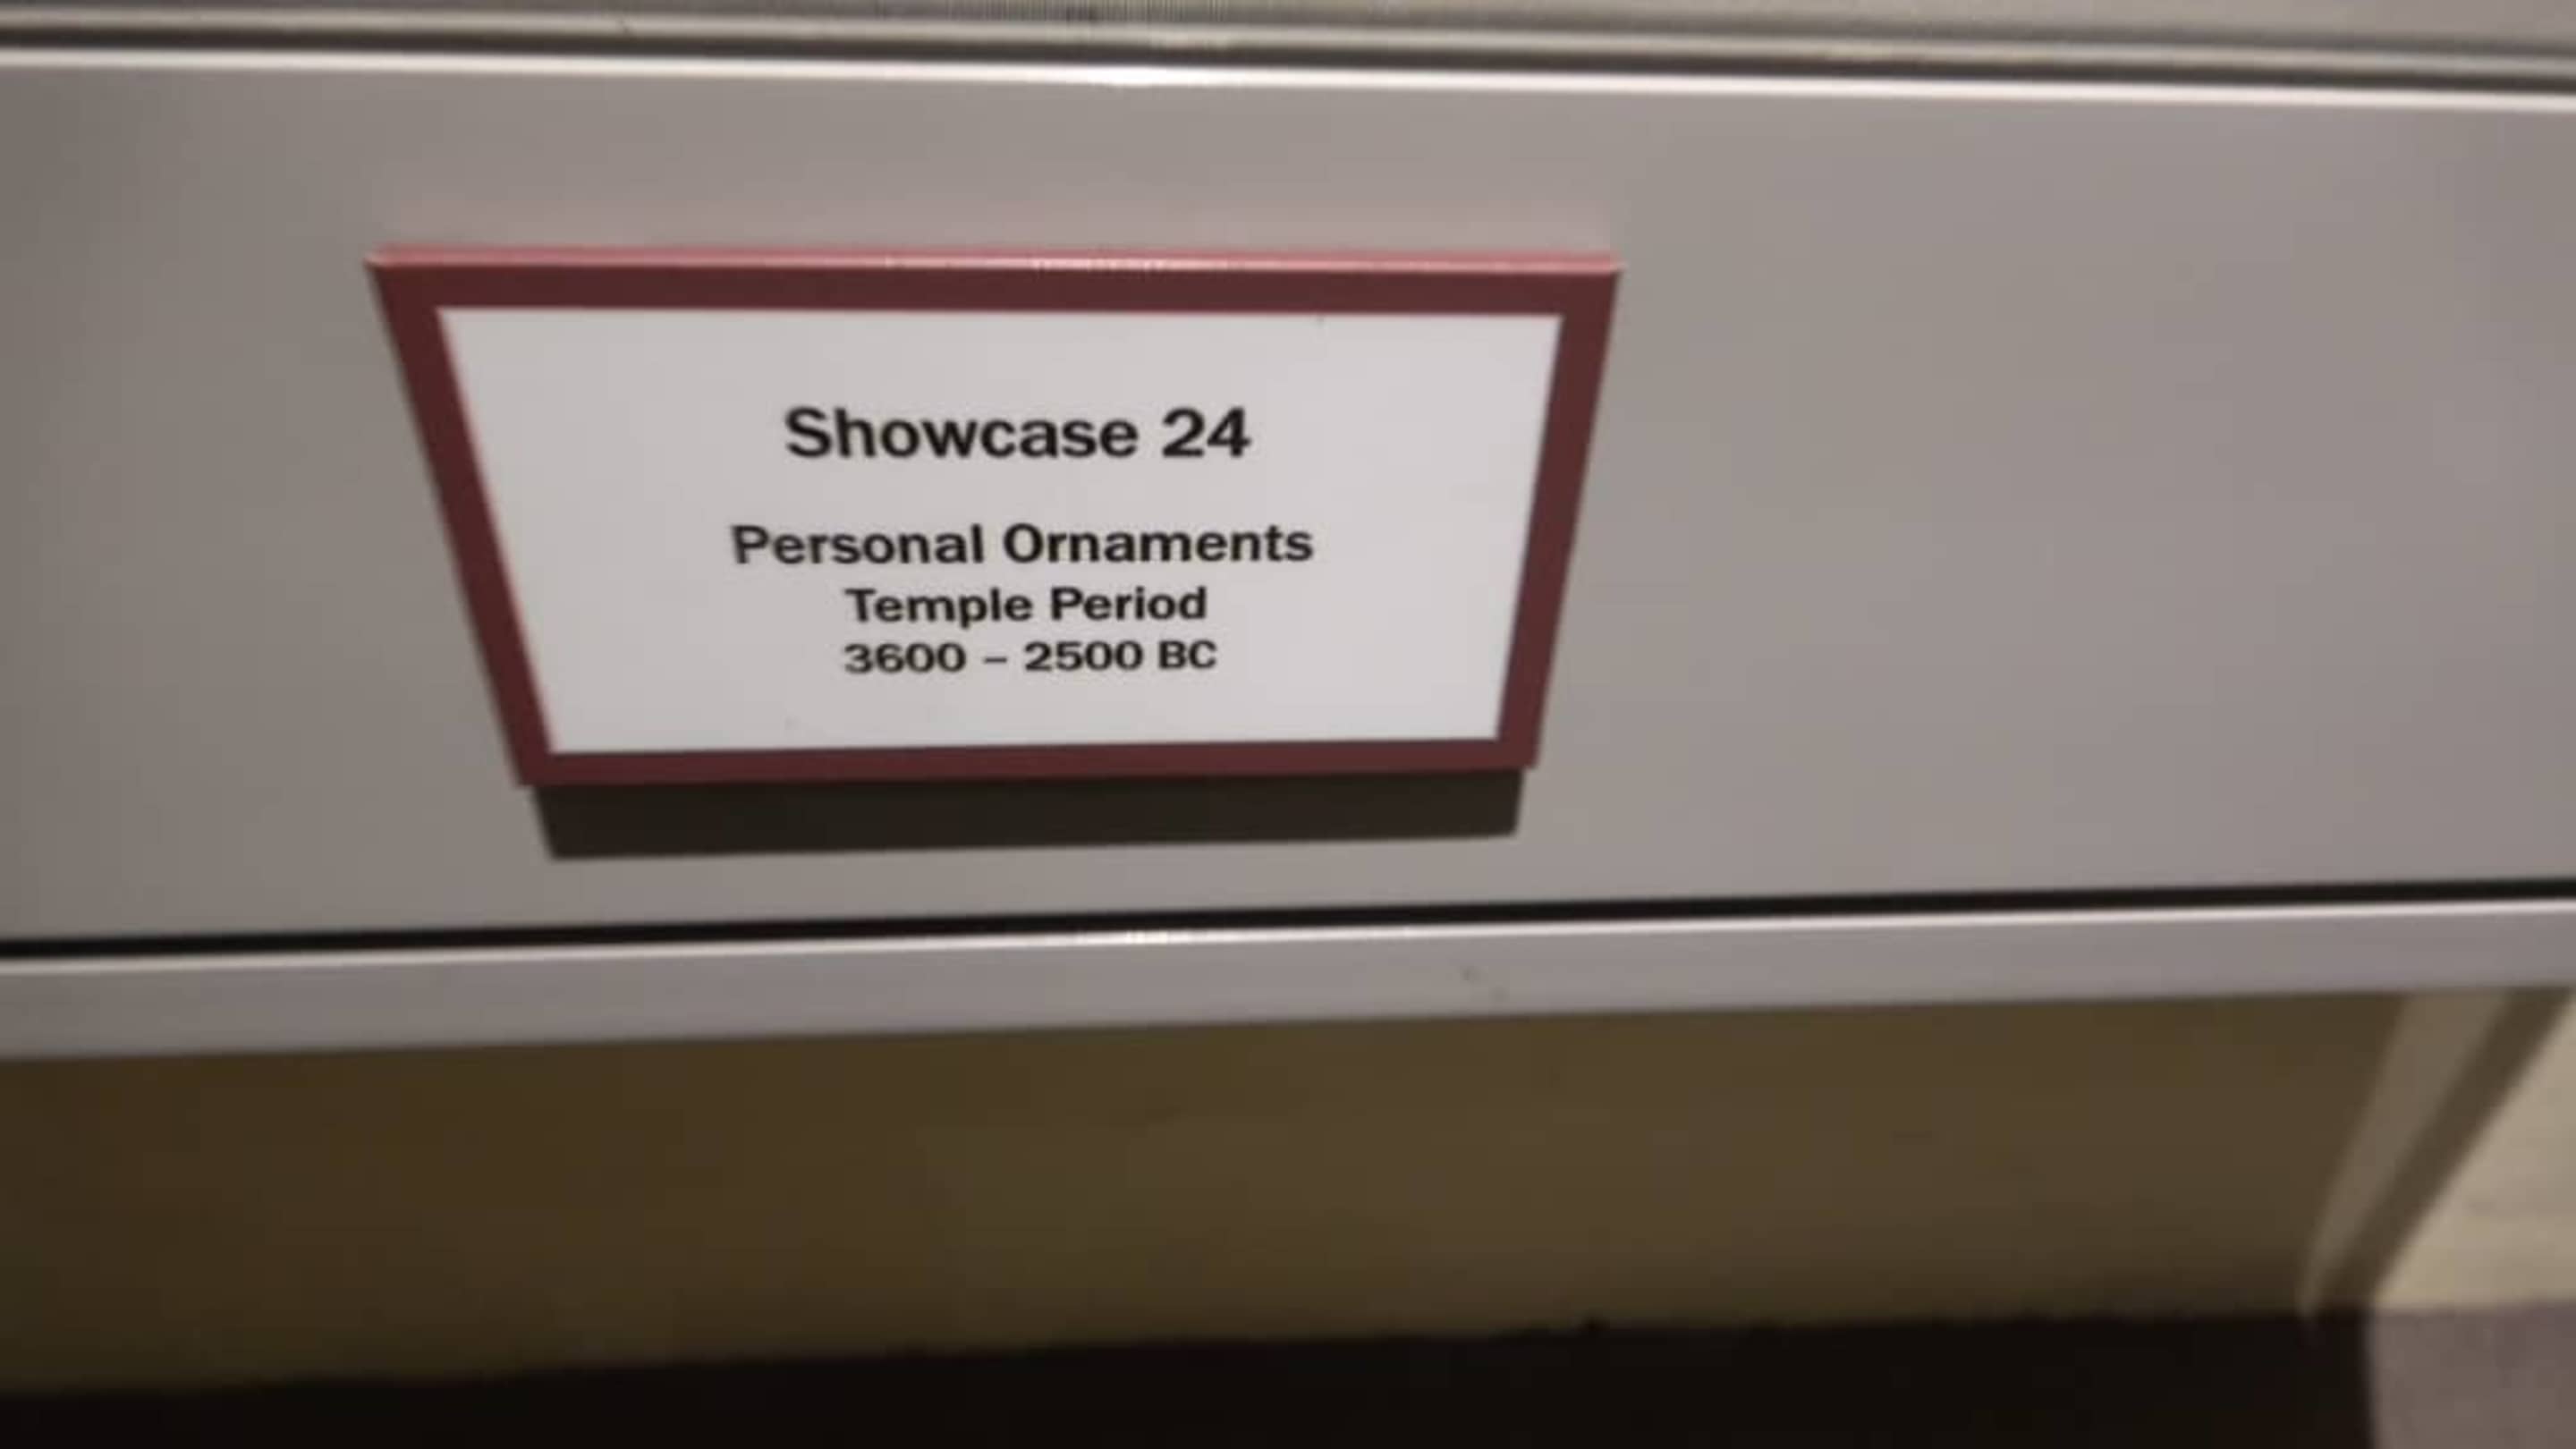 Showcase 24
Personal Ornaments
Temple Period
3600 – 2500 BC